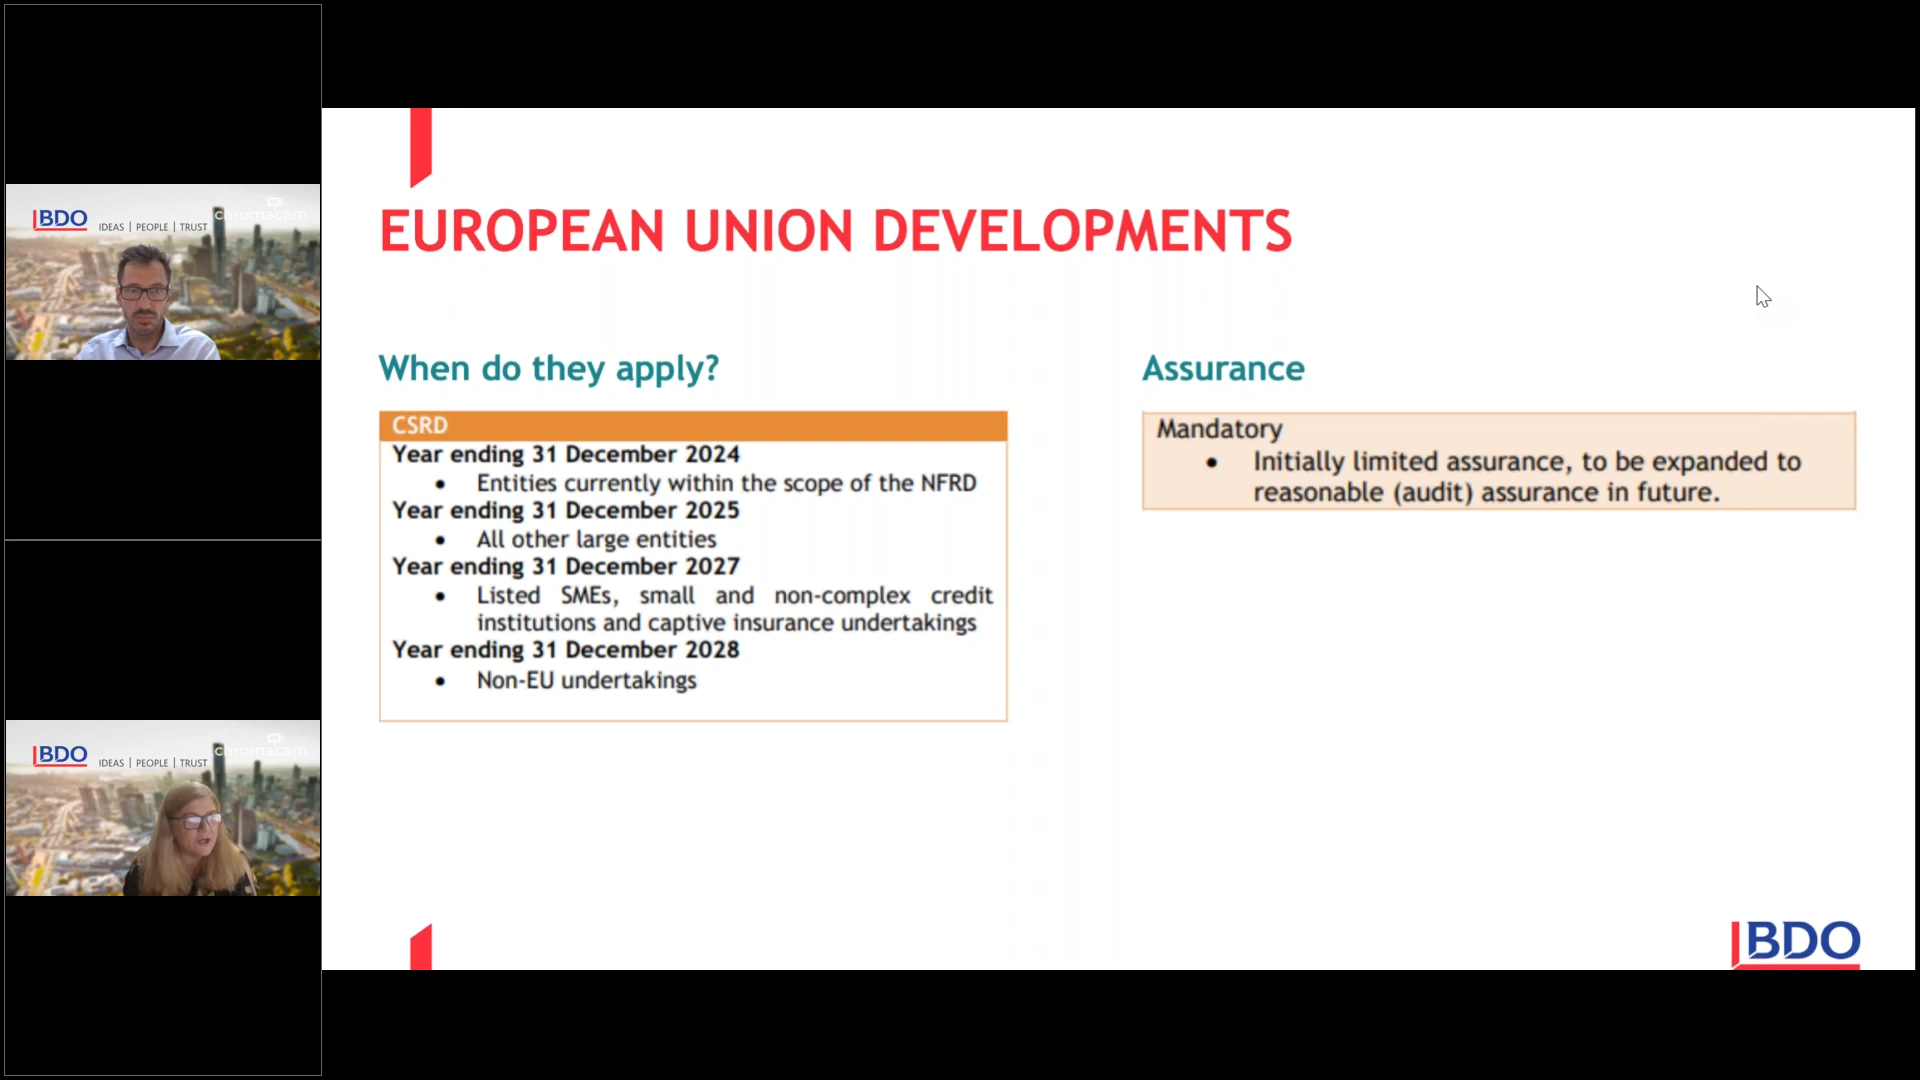 BDO
IDEAS | PEOPLE | TRUST
chromacam
EUROPEAN UNION DEVELOPMENTS
When do they apply?
CSRD
Year ending 31 December 2024
• Entities currently within the scope of the NFRD
Year ending 31 December 2025
• All other large entities
Year ending 31 December 2027
• Listed SMEs, small and non-complex credit
institutions and captive insurance undertakings
Year ending 31 December 2028
• Non-EU undertakings
Assurance
Mandatory
• Initially limited assurance, to be expanded to
reasonable (audit) assurance in future.
BDO
IDEAS | PEOPLE | TRUST
chromacam
BDO